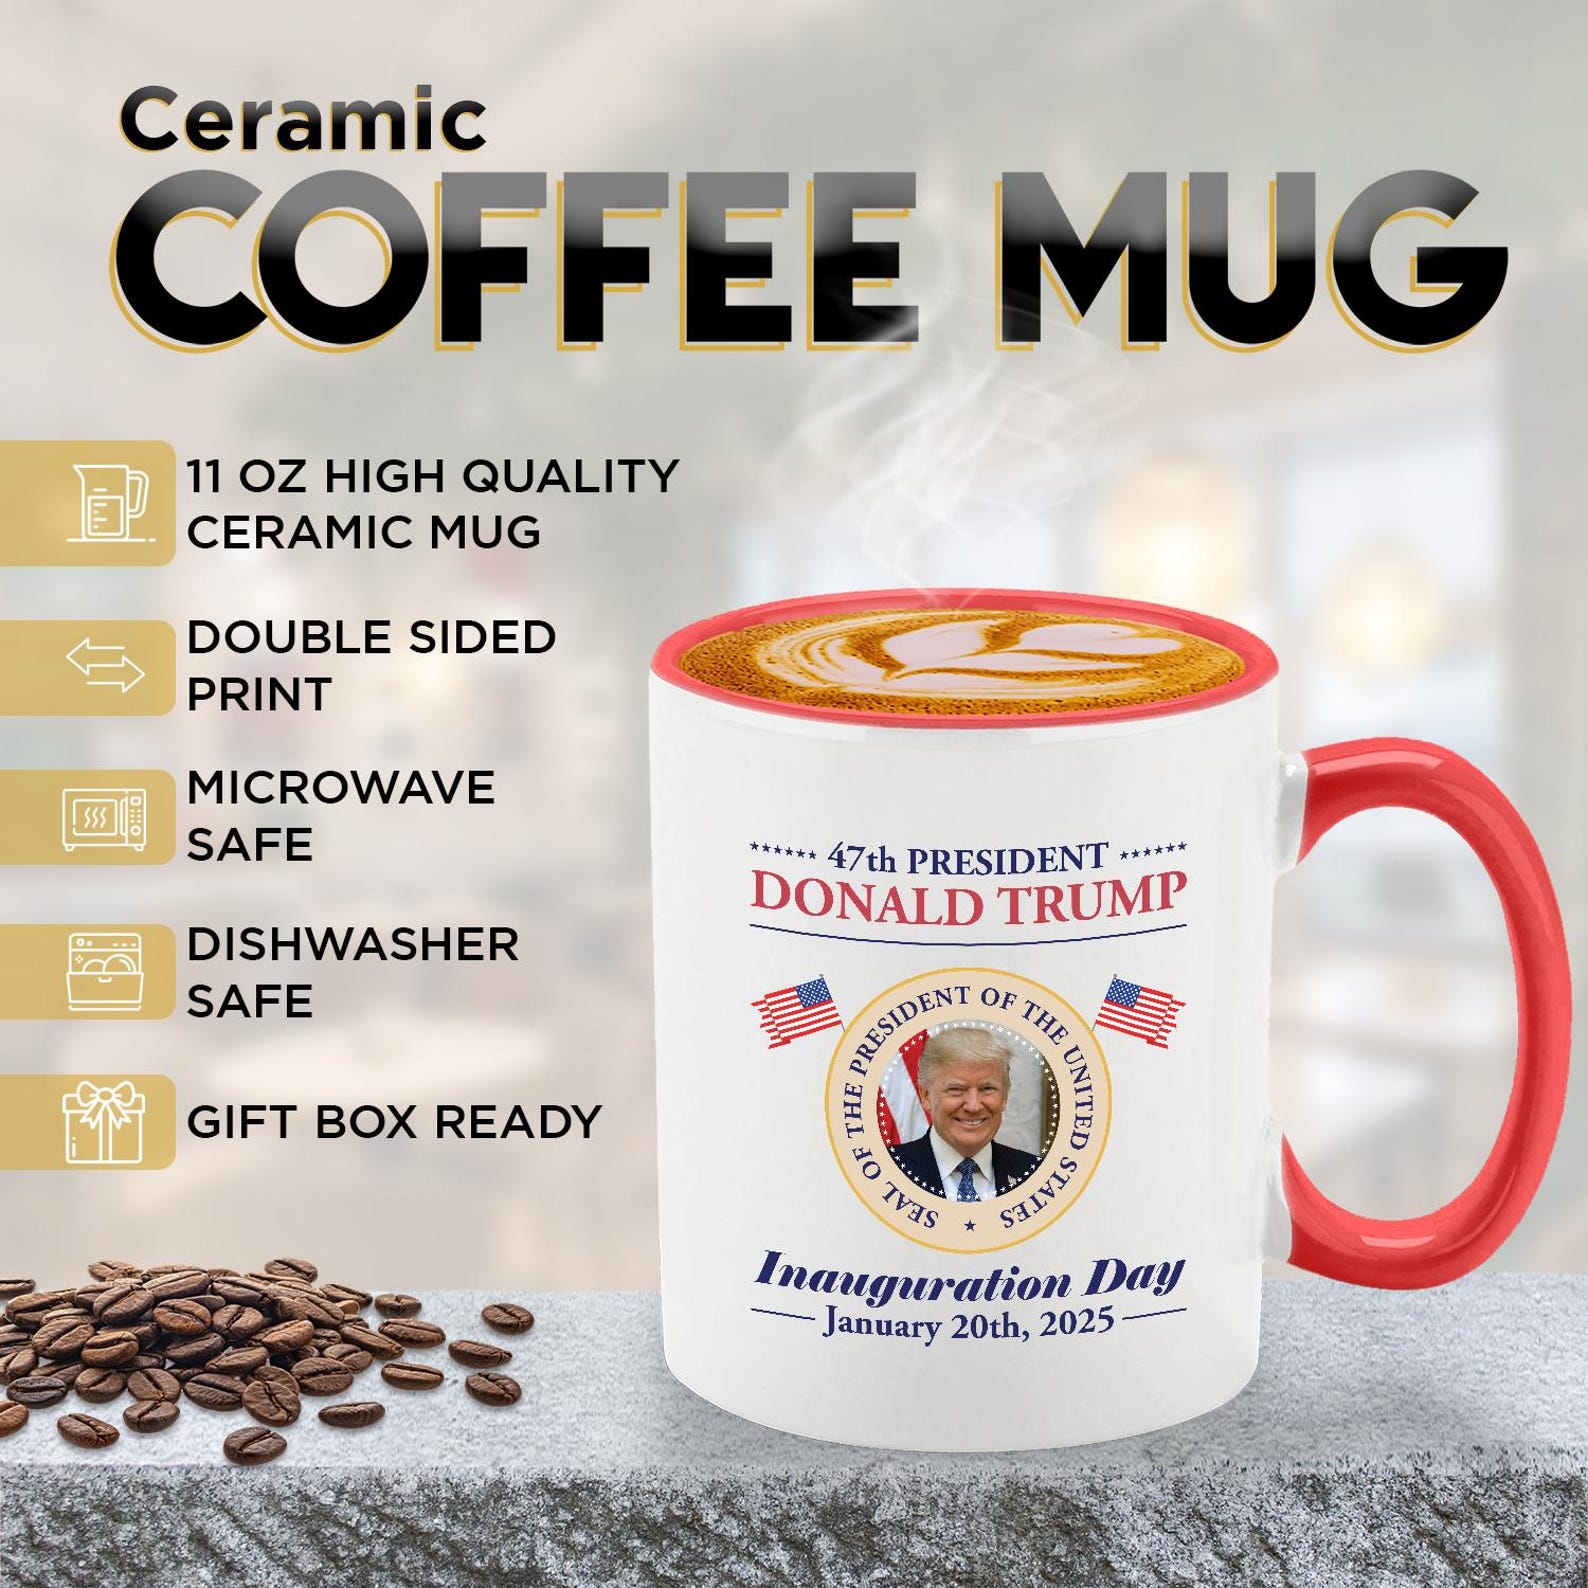 Ceramic
COFFEE MUG
11 OZ HIGH QUALITY
CERAMIC MUG
DOUBLE SIDED
PRINT
MICROWAVE
SAFE
DISHWASHER
SAFE
GIFT BOX READY
47th PRESIDENT
DONALD TRUMP
SEAL OF THE PRESIDENT OF THE UNITED STATES
Inauguration Day
January 20th, 2025